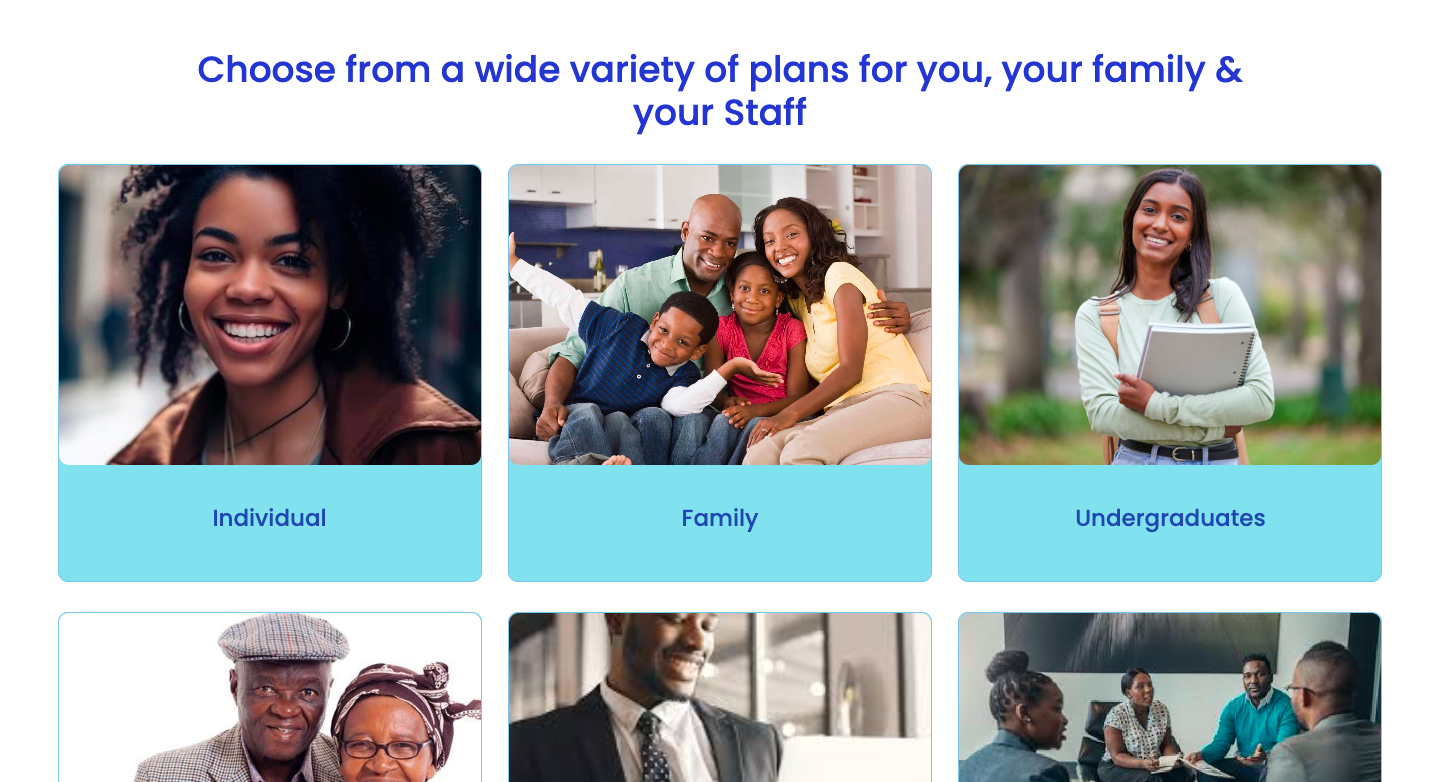 Choose from a wide variety of plans for you, your family &
your Staff
Individual
Family
Undergraduates